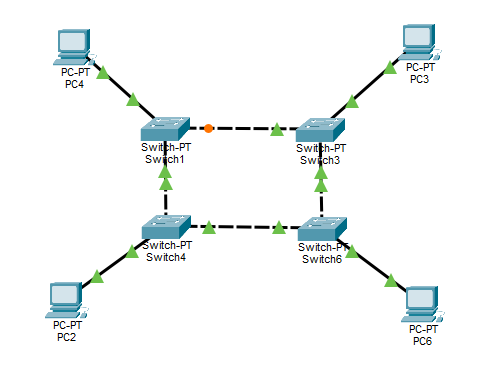 PC-PT
PC4
PC-PT
PC3
Switch-PT
Switch1
Switch-PT
Switch3
Switch-PT
Switch4
Switch-PT
Switch6
PC-PT
PC2
PC-PT
PC6